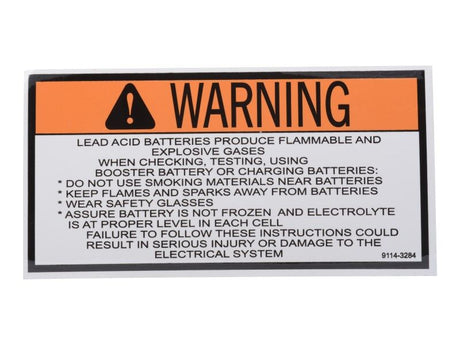 WARNING
LEAD ACID BATTERIES PRODUCE FLAMMABLE AND
EXPLOSIVE GASES
WHEN CHECKING, TESTING, USING
BOOSTER BATTERY OR CHARGING BATTERIES:
* DO NOT USE SMOKING MATERIALS NEAR BATTERIES
* KEEP FLAMES AND SPARKS AWAY FROM BATTERIES
* WEAR SAFETY GLASSES
* ASSURE BATTERY IS NOT FROZEN AND ELECTROLYTE
IS AT PROPER LEVEL IN EACH CELL
FAILURE TO FOLLOW THESE INSTRUCTIONS COULD
RESULT IN SERIOUS INJURY OR DAMAGE TO THE
ELECTRICAL SYSTEM
9114-3284